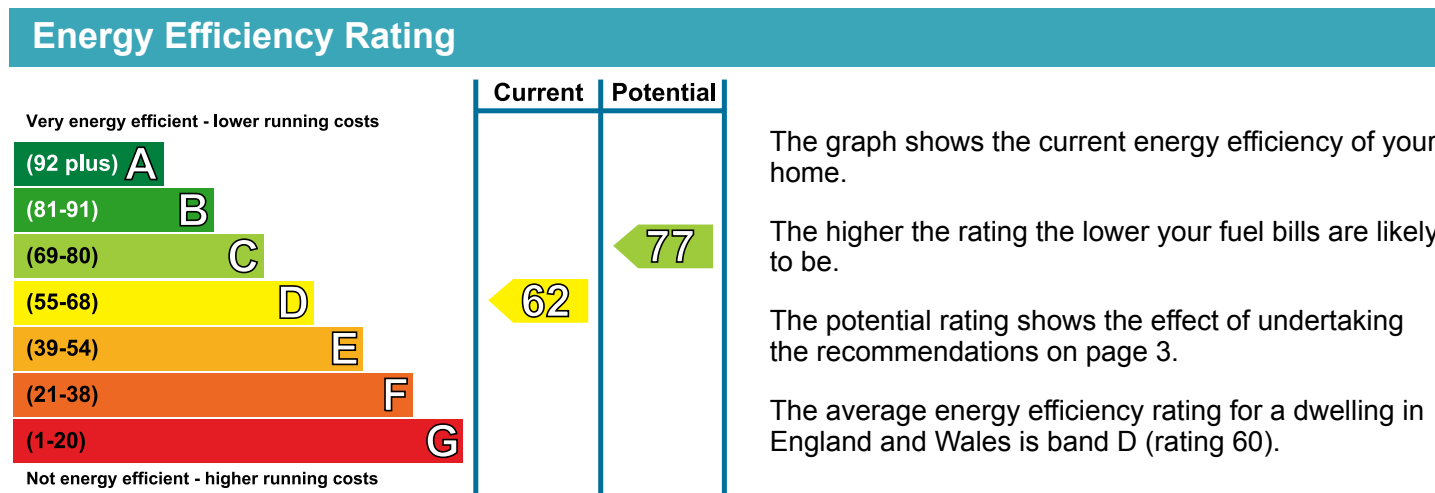 Energy Efficiency Rating
Current Potential
Very energy efficient - lower running costs
(92 plus) A
(81-91) B
(69-80) C
77
(55-68) D
62
(39-54) E
(21-38) F
(1-20) G
Not energy efficient - higher running costs
The graph shows the current energy efficiency of your
home.
The higher the rating the lower your fuel bills are likely
to be.
The potential rating shows the effect of undertaking
the recommendations on page 3.
The average energy efficiency rating for a dwelling in
England and Wales is band D (rating 60).